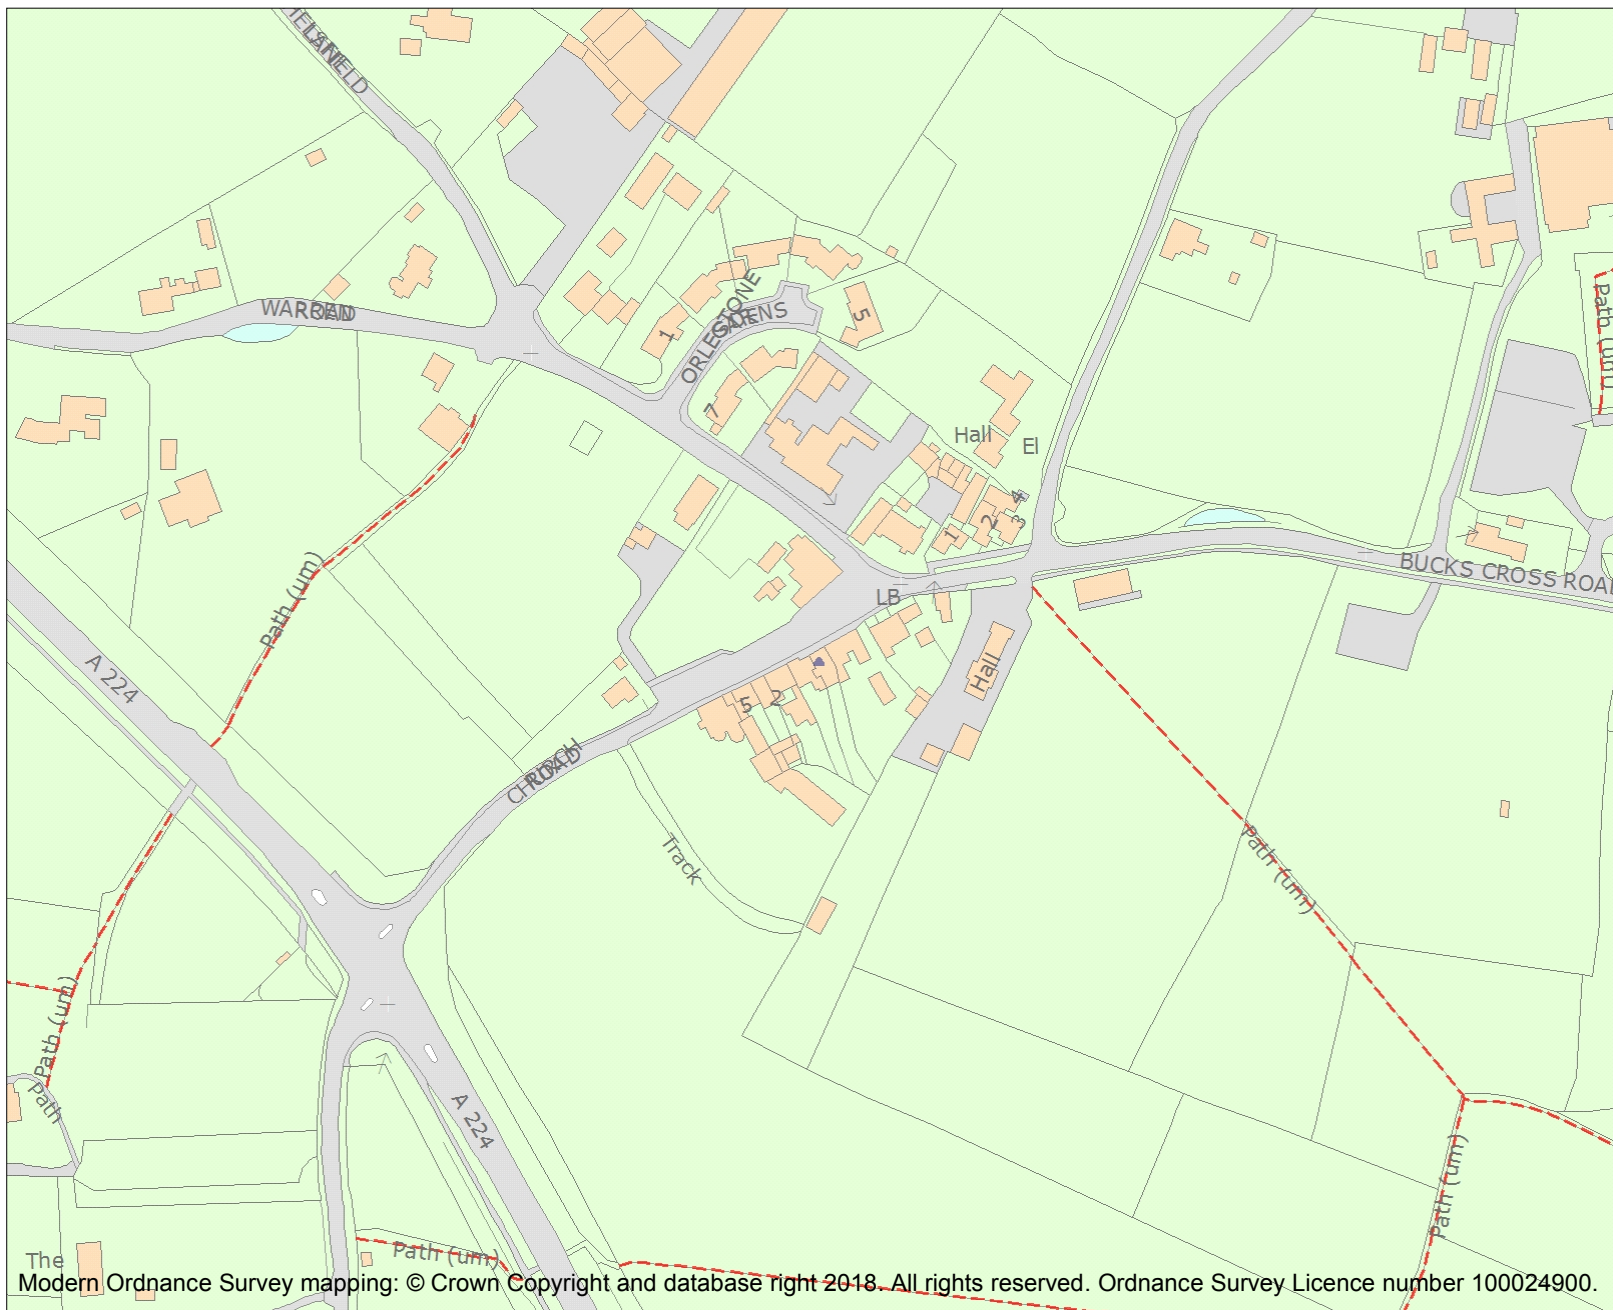 LANE
WARREN
ROAD
ORLESTONE
GARDENS
1
5
7
Hall
El
4
3
2
1
Path (um)
BUCKS CROSS ROAD
LB
Hall
Path (um)
A 224
5
2
CHURCH
ROAD
Track
Path (um)
Path (um)
Path
A 224
Path (um)
The
Path (um)
Modern Ordnance Survey mapping: © Crown Copyright and database right 2018. All rights reserved. Ordnance Survey Licence number 100024900.